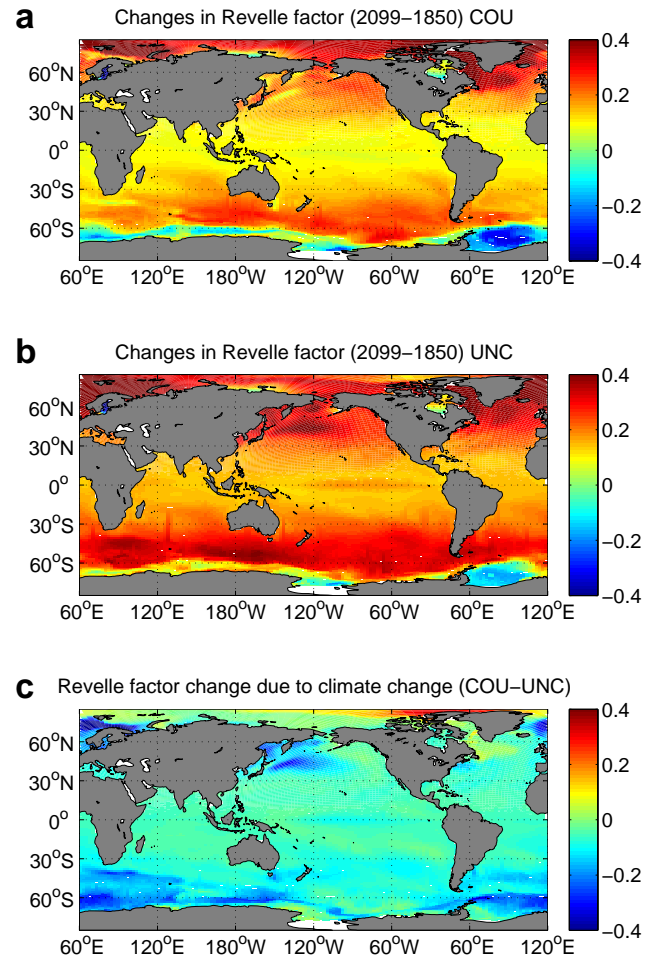 a
Changes in Revelle factor (2099−1850) COU
60°N
30°N
0°
30°S
60°S
60°E 120°E 180°W 120°W 60°W 0° 60°E 120°E
0.4
0.2
0
−0.2
−0.4
b
Changes in Revelle factor (2099−1850) UNC
60°N
30°N
0°
30°S
60°S
60°E 120°E 180°W 120°W 60°E 120°E
0.4
0.2
0
−0.2
−0.4
c
Revelle factor change due to climate change (COU−UNC)
60°N
30°N
0°
30°S
60°S
60°E 120°E 180°W 120°W 60°E 120°E
0.4
0.2
0
−0.2
−0.4